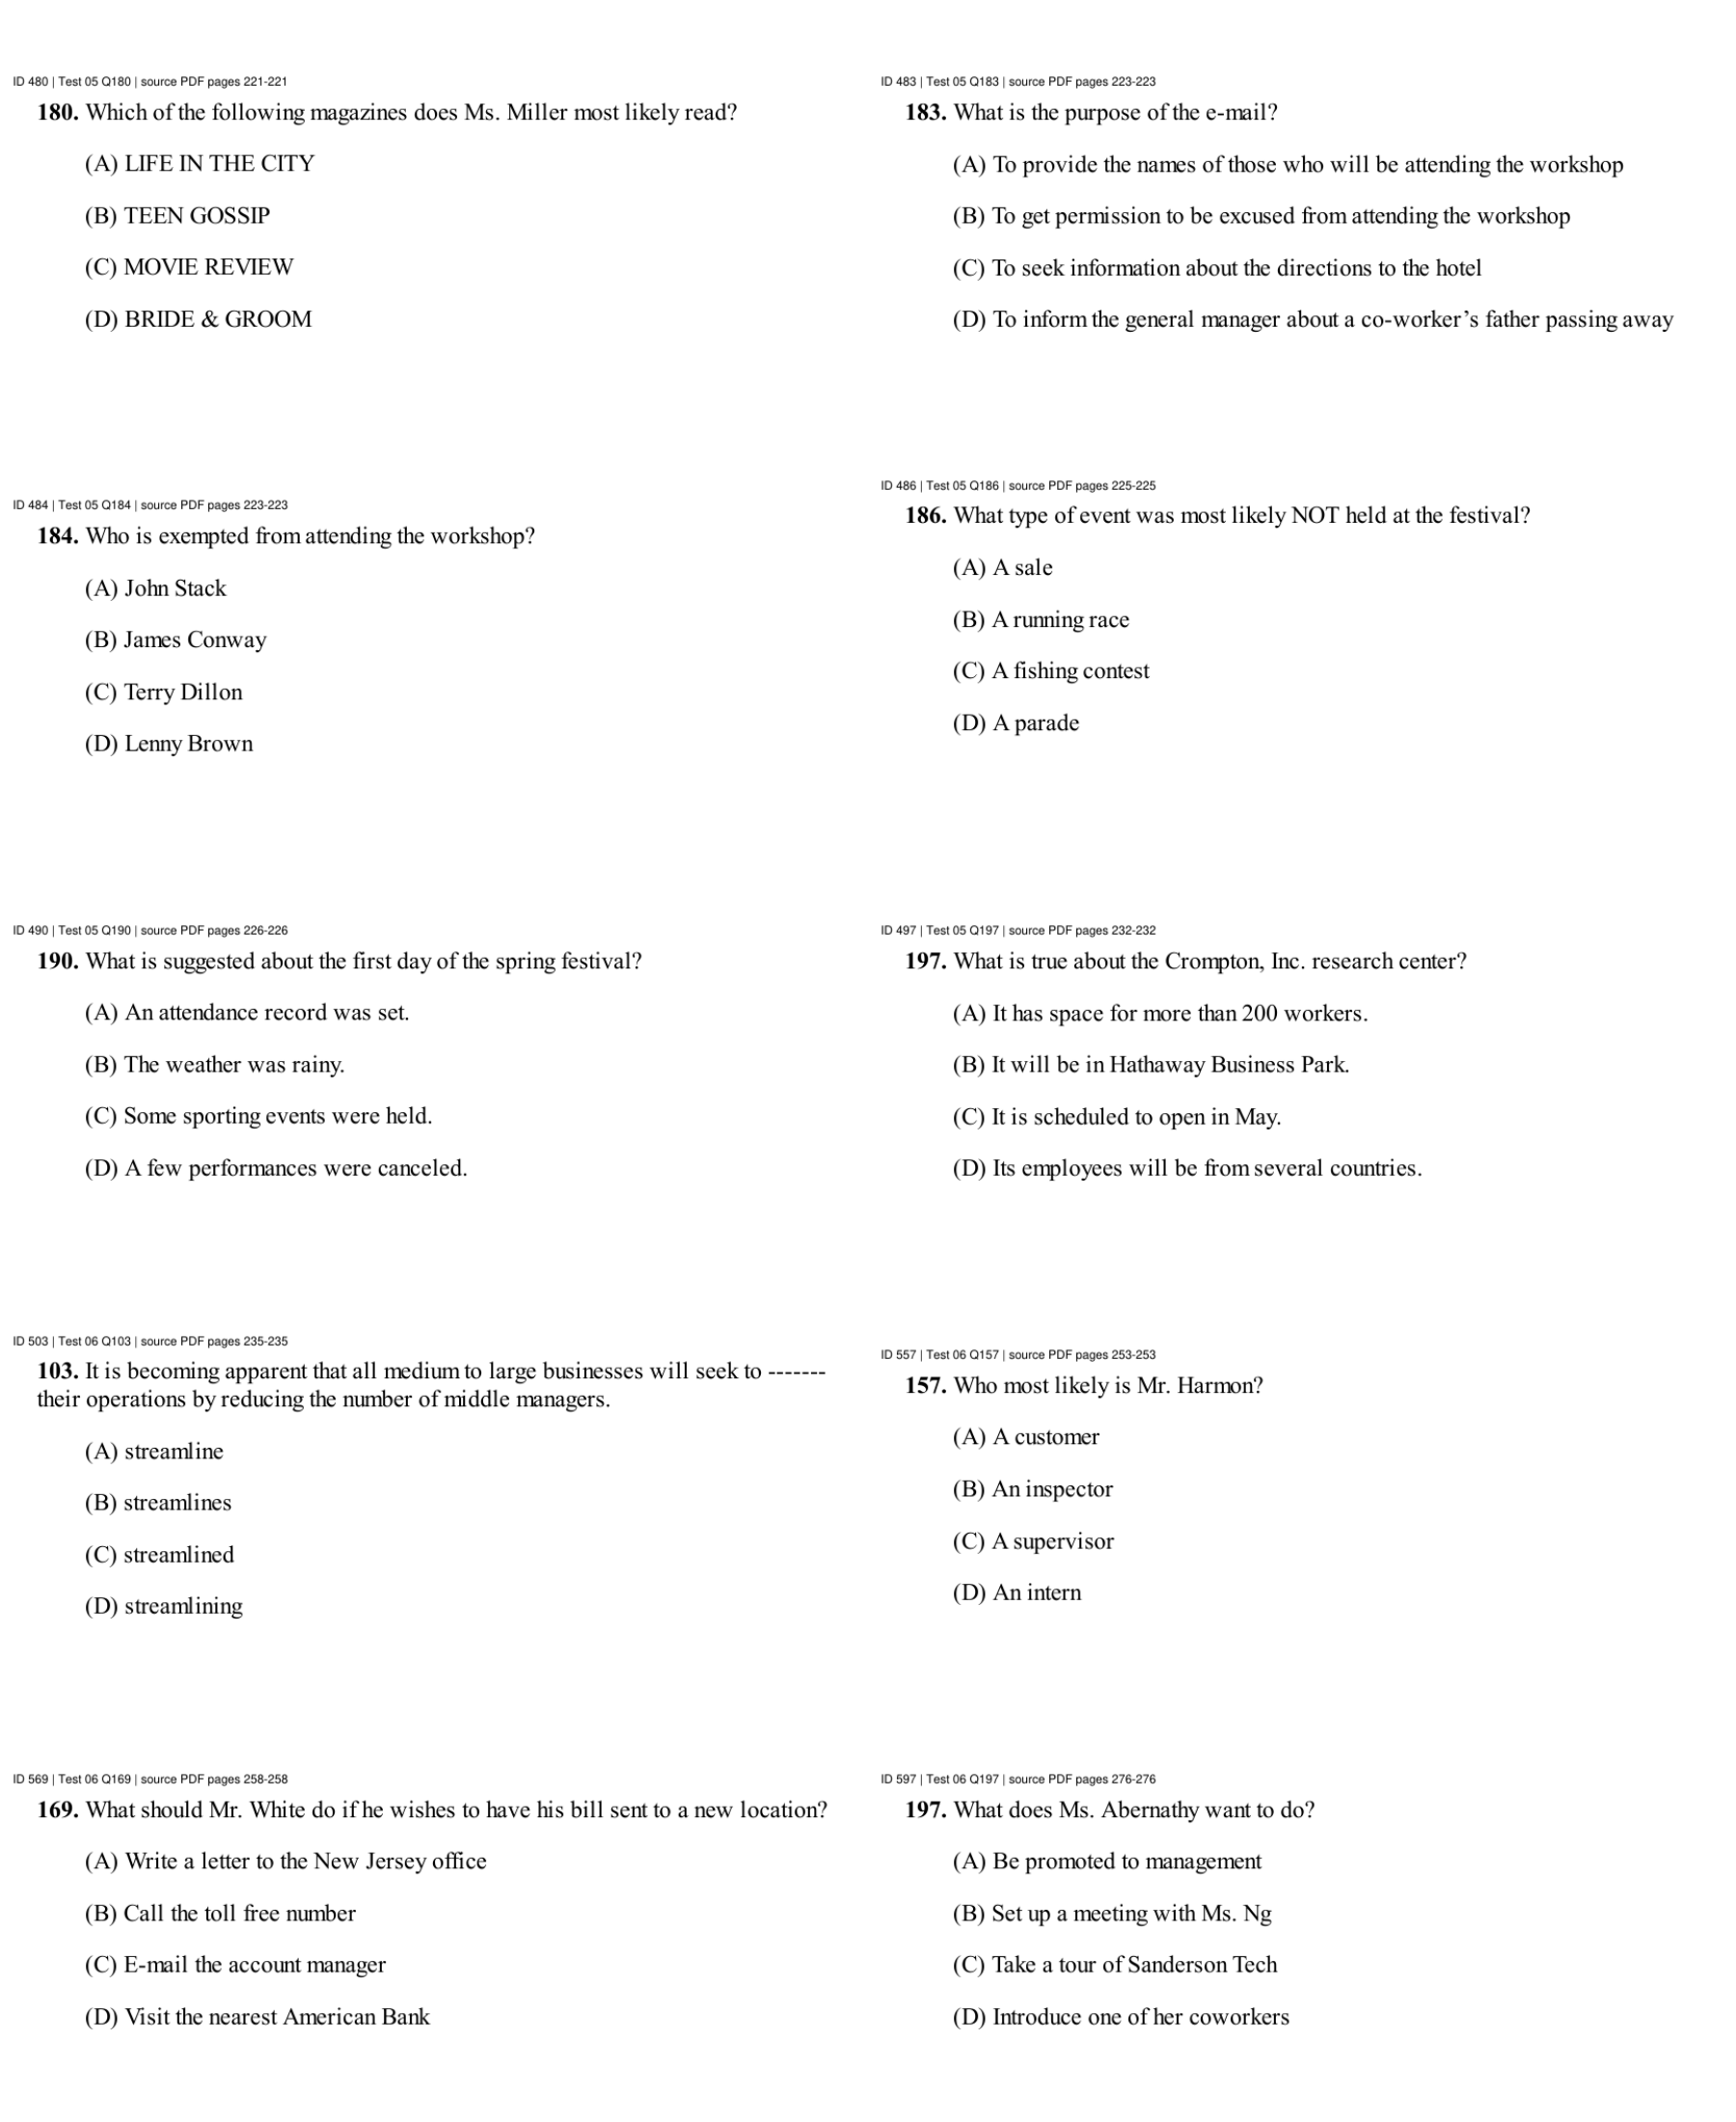 ID 480 | Test 05 Q180 | source PDF pages 221-221
180. Which of the following magazines does Ms. Miller most likely read?
(A) LIFE IN THE CITY
(B) TEEN GOSSIP
(C) MOVIE REVIEW
(D) BRIDE & GROOM
ID 483 | Test 05 Q183 | source PDF pages 223-223
183. What is the purpose of the e-mail?
(A) To provide the names of those who will be attending the workshop
(B) To get permission to be excused from attending the workshop
(C) To seek information about the directions to the hotel
(D) To inform the general manager about a co-worker’s father passing away
ID 484 | Test 05 Q184 | source PDF pages 223-223
184. Who is exempted from attending the workshop?
(A) John Stack
(B) James Conway
(C) Terry Dillon
(D) Lenny Brown
ID 486 | Test 05 Q186 | source PDF pages 225-225
186. What type of event was most likely NOT held at the festival?
(A) A sale
(B) A running race
(C) A fishing contest
(D) A parade
ID 490 | Test 05 Q190 | source PDF pages 226-226
190. What is suggested about the first day of the spring festival?
(A) An attendance record was set.
(B) The weather was rainy.
(C) Some sporting events were held.
(D) A few performances were canceled.
ID 497 | Test 05 Q197 | source PDF pages 232-232
197. What is true about the Crompton, Inc. research center?
(A) It has space for more than 200 workers.
(B) It will be in Hathaway Business Park.
(C) It is scheduled to open in May.
(D) Its employees will be from several countries.
ID 503 | Test 06 Q103 | source PDF pages 235-235
103. It is becoming apparent that all medium to large businesses will seek to -------
their operations by reducing the number of middle managers.
(A) streamline
(B) streamlines
(C) streamlined
(D) streamlining
ID 557 | Test 06 Q157 | source PDF pages 253-253
157. Who most likely is Mr. Harmon?
(A) A customer
(B) An inspector
(C) A supervisor
(D) An intern
ID 569 | Test 06 Q169 | source PDF pages 258-258
169. What should Mr. White do if he wishes to have his bill sent to a new location?
(A) Write a letter to the New Jersey office
(B) Call the toll free number
(C) E-mail the account manager
(D) Visit the nearest American Bank
ID 597 | Test 06 Q197 | source PDF pages 276-276
197. What does Ms. Abernathy want to do?
(A) Be promoted to management
(B) Set up a meeting with Ms. Ng
(C) Take a tour of Sanderson Tech
(D) Introduce one of her coworkers